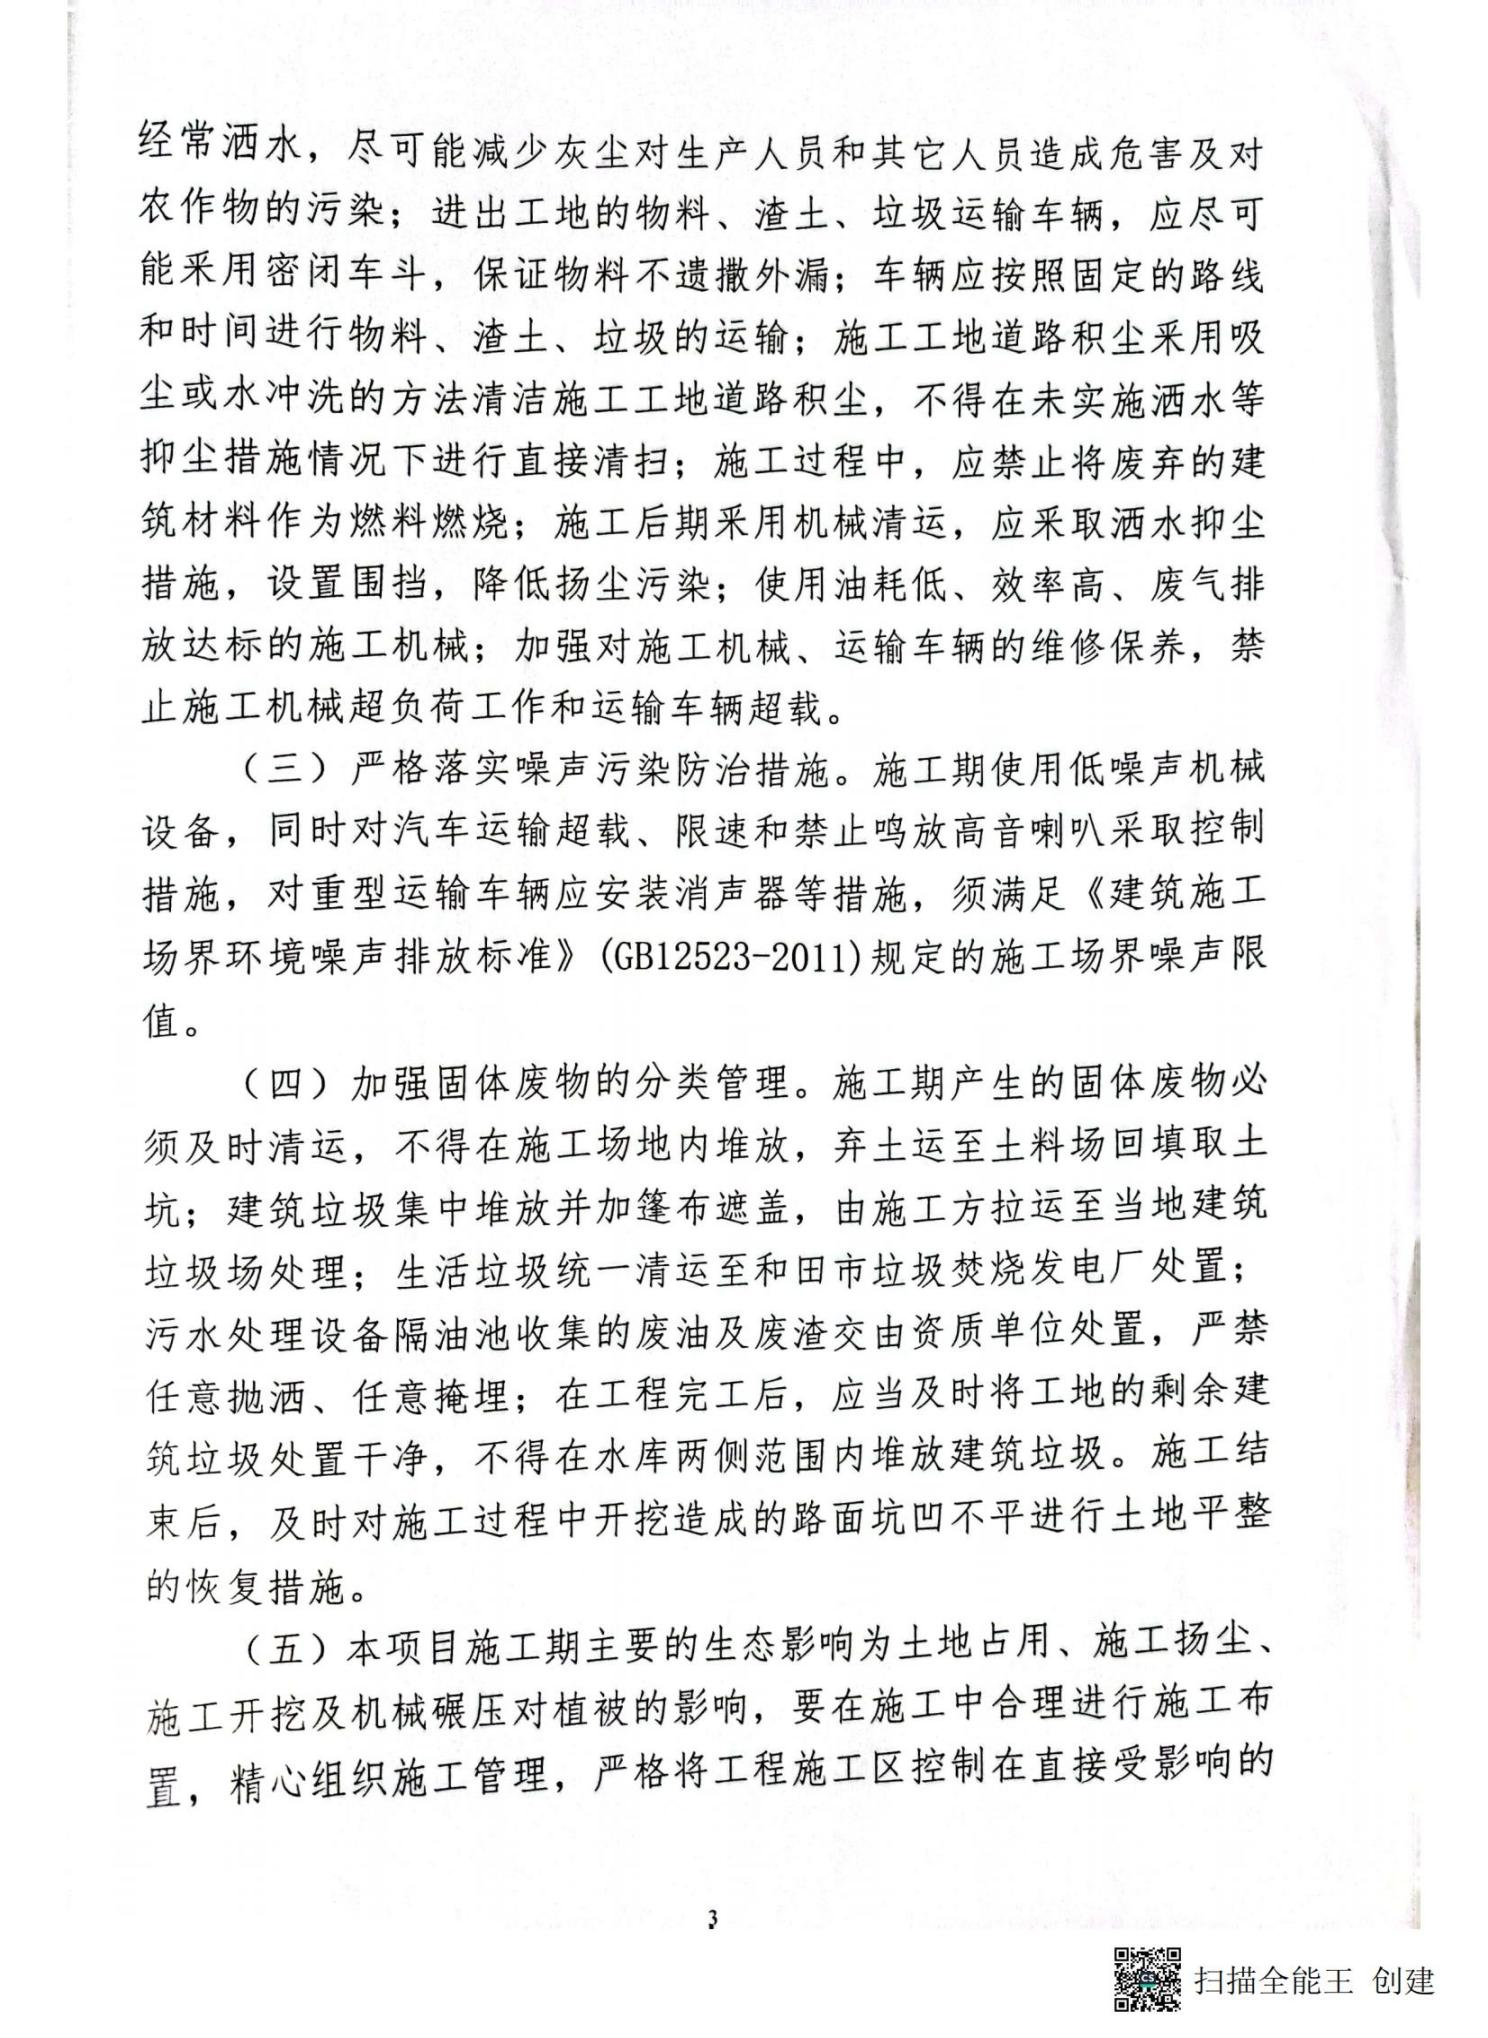 经常洒水，尽可能减少灰尘对生产人员和其它人员造成危害及对
农作物的污染；进出工地的物料、渣土、垃圾运输车辆，应尽可
能采用密闭车斗，保证物料不遗撒外漏；车辆应按照固定的路线
和时间进行物料、渣土、垃圾的运输；施工工地道路积尘采用吸
尘或水冲洗的方法清洁施工工地道路积尘，不得在未实施洒水等
抑尘措施情况下进行直接清扫；施工过程中，应禁止将废弃的建
筑材料作为燃料燃烧；施工后期采用机械清运，应采取洒水抑尘
措施，设置围挡，降低扬尘污染；使用油耗低、效率高、废气排
放达标的施工机械；加强对施工机械、运输车辆的维修保养，禁
止施工机械超负荷工作和运输车辆超载。
（三）严格落实噪声污染防治措施。施工期使用低噪声机械
设备，同时对汽车运输超载、限速和禁止鸣放高音喇叭采取控制
措施，对重型运输车辆应安装消声器等措施，须满足《建筑施工
场界环境噪声排放标准》(GB12523-2011)规定的施工场界噪声限
值。
（四）加强固体废物的分类管理。施工期产生的固体废物必
须及时清运，不得在施工场地内堆放，弃土运至土料场回填取土
坑；建筑垃圾集中堆放并加篷布遮盖，由施工方拉运至当地建筑
垃圾场处理；生活垃圾统一清运至和田市垃圾焚烧发电厂处置；
污水处理设备隔油池收集的废油及废渣交由资质单位处置，严禁
任意抛洒、任意掩埋；在工程完工后，应当及时将工地的剩余建
筑垃圾处置干净，不得在水库两侧范围内堆放建筑垃圾。施工结
束后，及时对施工过程中开挖造成的路面坑凹不平进行土地平整
的恢复措施。
（五）本项目施工期主要的生态影响为土地占用、施工扬尘、
施工开挖及机械碾压对植被的影响，要在施工中合理进行施工布
置，精心组织施工管理，严格将工程施工区控制在直接受影响的
3
CS
扫描全能王 创建